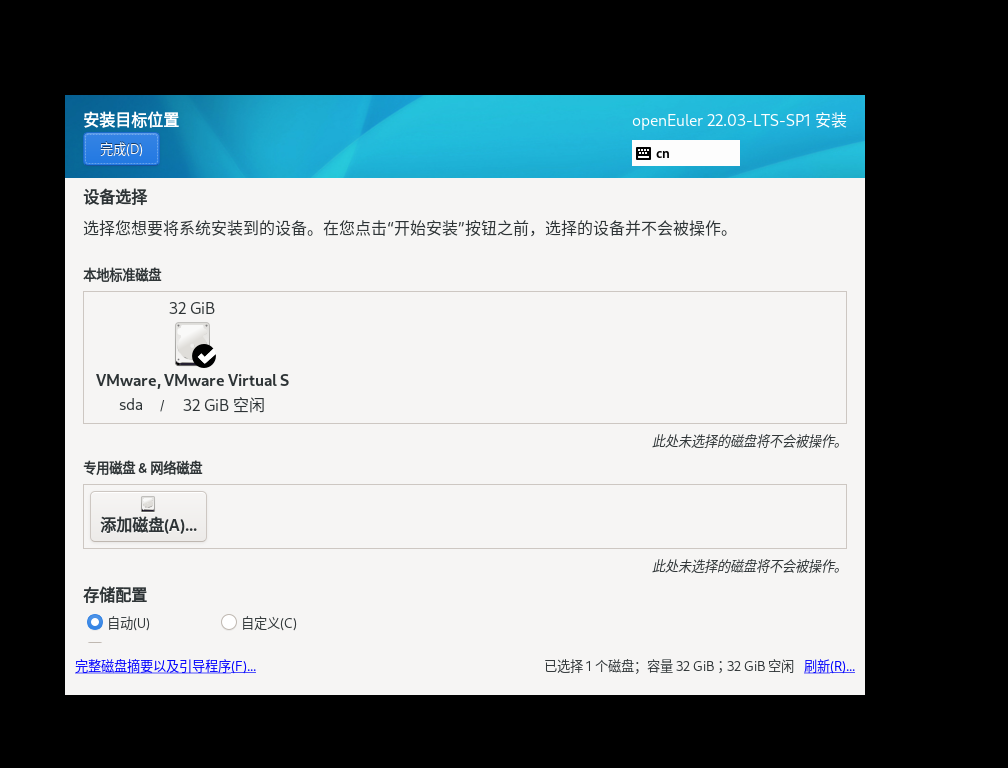 安装目标位置
openEuler 22.03-LTS-SP1 安装
完成(D)
cn
设备选择
选择您想要将系统安装到的设备。在您点击“开始安装”按钮之前，选择的设备并不会被操作。
本地标准磁盘
32 GiB
VMware, VMware Virtual S
sda / 32 GiB 空闲
此处未选择的磁盘将不会被操作。
专用磁盘 & 网络磁盘
添加磁盘(A)...
此处未选择的磁盘将不会被操作。
存储配置
自动(U) 自定义(C)
完整磁盘摘要以及引导程序(F)... 已选择 1 个磁盘；容量 32 GiB；32 GiB 空闲 刷新(R)...